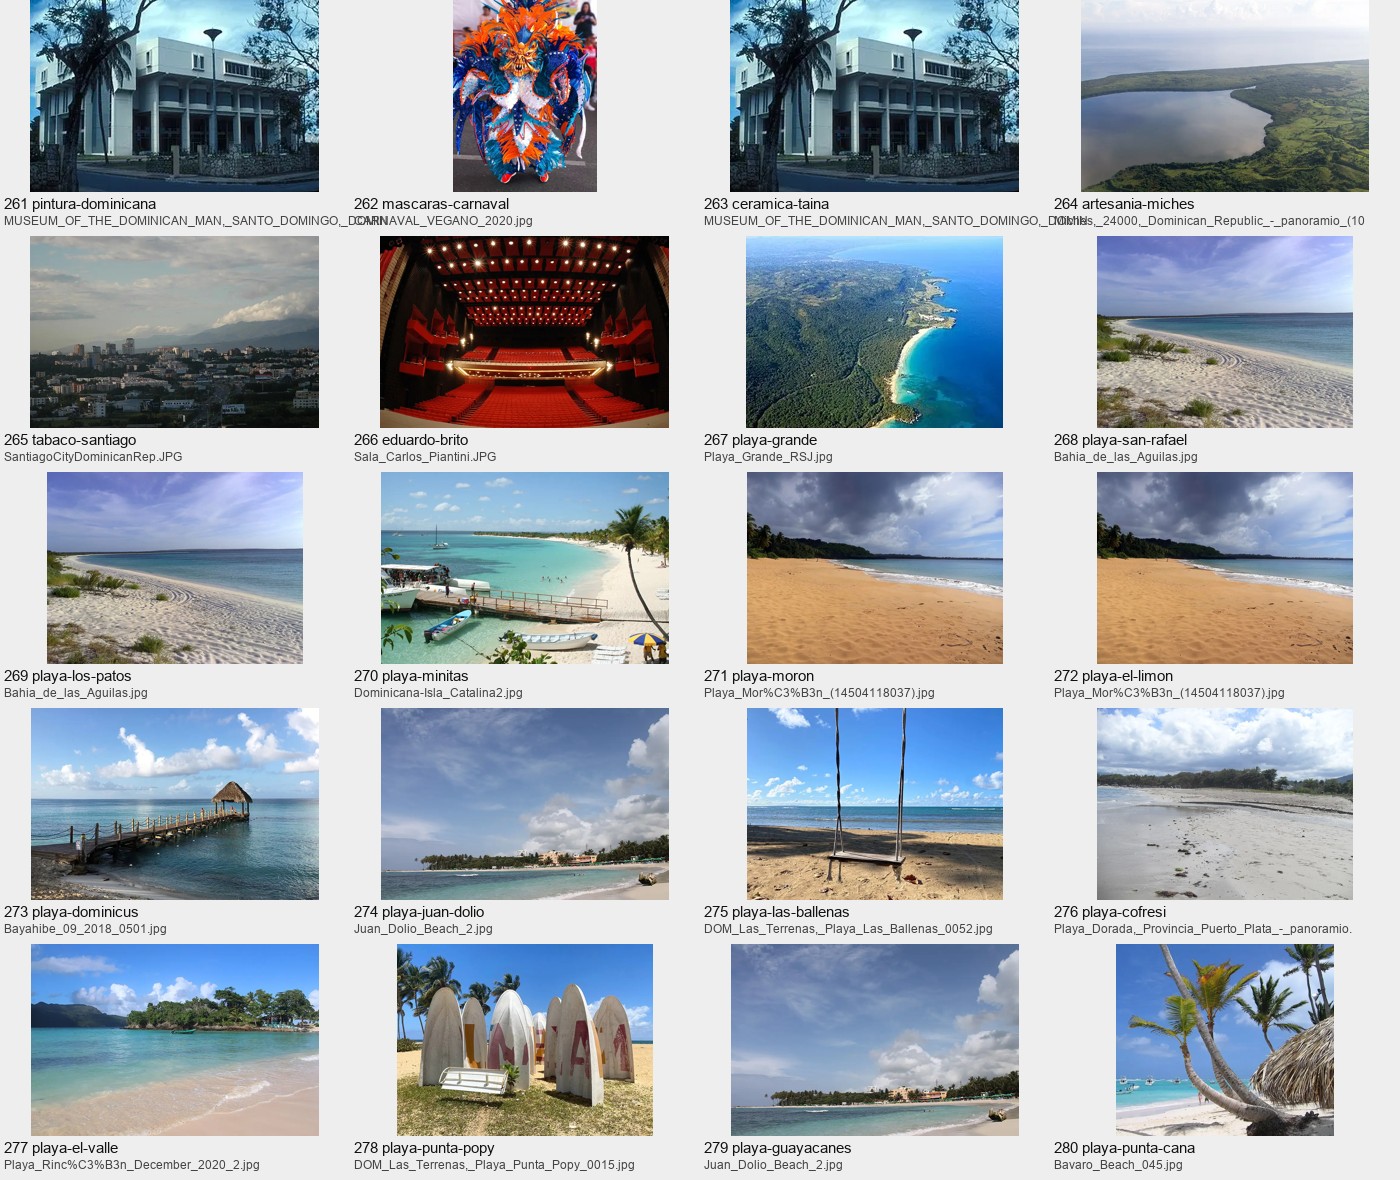 261 pintura-dominicana
MUSEUM_OF_THE_DOMINICAN_MAN,_SANTO_DOMINGO,_
262 mascaras-carnaval
CARNAVAL_VEGANO_2020.jpg
263 ceramica-taina
MUSEUM_OF_THE_DOMINICAN_MAN,_SANTO_DOMINGO,_
264 artesania-miches
Miches,_24000,_Dominican_Republic_-_panoramio_(10
265 tabaco-santiago
SantiagoCityDominicanRep.JPG
266 eduardo-brito
Sala_Carlos_Piantini.JPG
267 playa-grande
Playa_Grande_RSJ.jpg
268 playa-san-rafael
Bahia_de_las_Aguilas.jpg
269 playa-los-patos
Bahia_de_las_Aguilas.jpg
270 playa-minitas
Dominicana-Isla_Catalina2.jpg
271 playa-moron
Playa_Mor%C3%B3n_(14504118037).jpg
272 playa-el-limon
Playa_Mor%C3%B3n_(14504118037).jpg
273 playa-dominicus
Bayahibe_09_2018_0501.jpg
274 playa-juan-dolio
Juan_Dolio_Beach_2.jpg
275 playa-las-ballenas
DOM_Las_Terrenas,_Playa_Las_Ballenas_0052.jpg
276 playa-cofresi
Playa_Dorada,_Provincia_Puerto_Plata_-_panoramio.
277 playa-el-valle
Playa_Rinc%C3%B3n_December_2020_2.jpg
278 playa-punta-popy
DOM_Las_Terrenas,_Playa_Punta_Popy_0015.jpg
279 playa-guayacanes
Juan_Dolio_Beach_2.jpg
280 playa-punta-cana
Bavaro_Beach_045.jpg